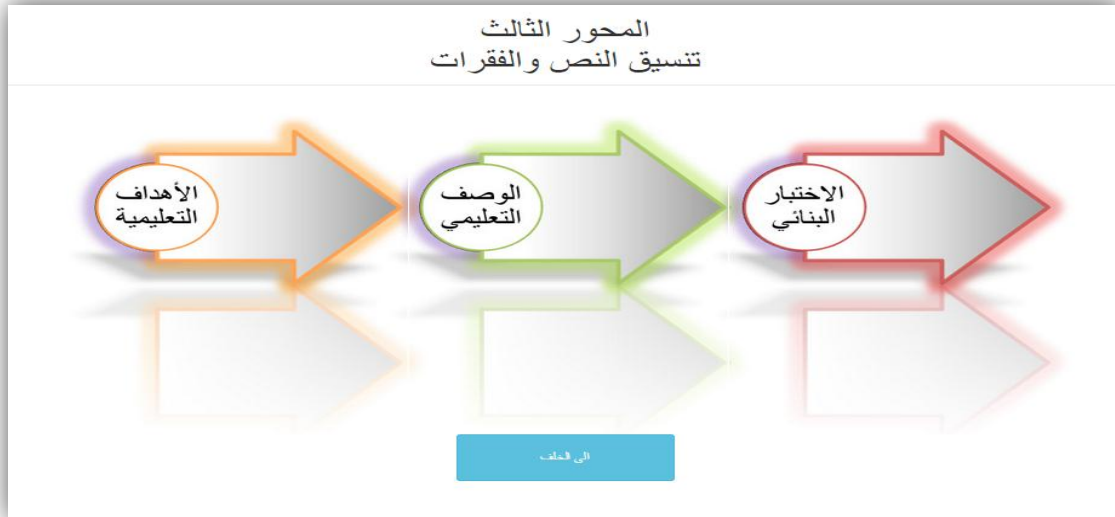 المحور الثالث
تنسيق النص والفقرات
الأهداف
التعليمية
الوصف
التعليمي
الاختبار
البنائي
الى الخلف